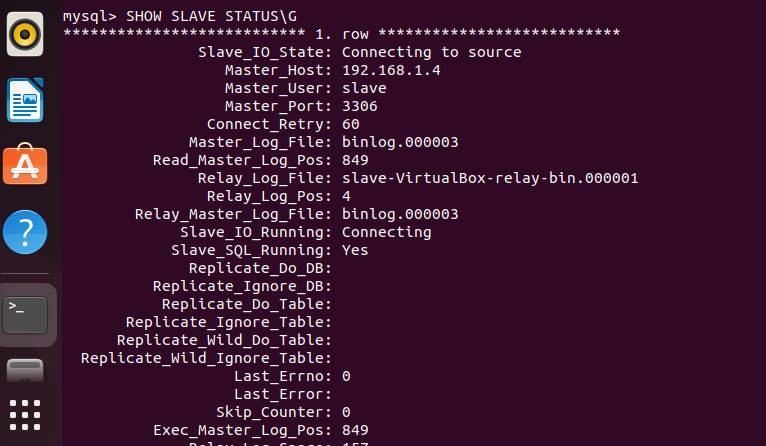 mysql> SHOW SLAVE STATUS\G
*************************** 1. row ***************************
Slave_IO_State: Connecting to source
Master_Host: 192.168.1.4
Master_User: slave
Master_Port: 3306
Connect_Retry: 60
Master_Log_File: binlog.000003
Read_Master_Log_Pos: 849
Relay_Log_File: slave-VirtualBox-relay-bin.000001
Relay_Log_Pos: 4
Relay_Master_Log_File: binlog.000003
Slave_IO_Running: Connecting
Slave_SQL_Running: Yes
Replicate_Do_DB:
Replicate_Ignore_DB:
Replicate_Do_Table:
Replicate_Ignore_Table:
Replicate_Wild_Do_Table:
Replicate_Wild_Ignore_Table:
Last_Errno: 0
Last_Error:
Skip_Counter: 0
Exec_Master_Log_Pos: 849
Relay_Log_Space: 157